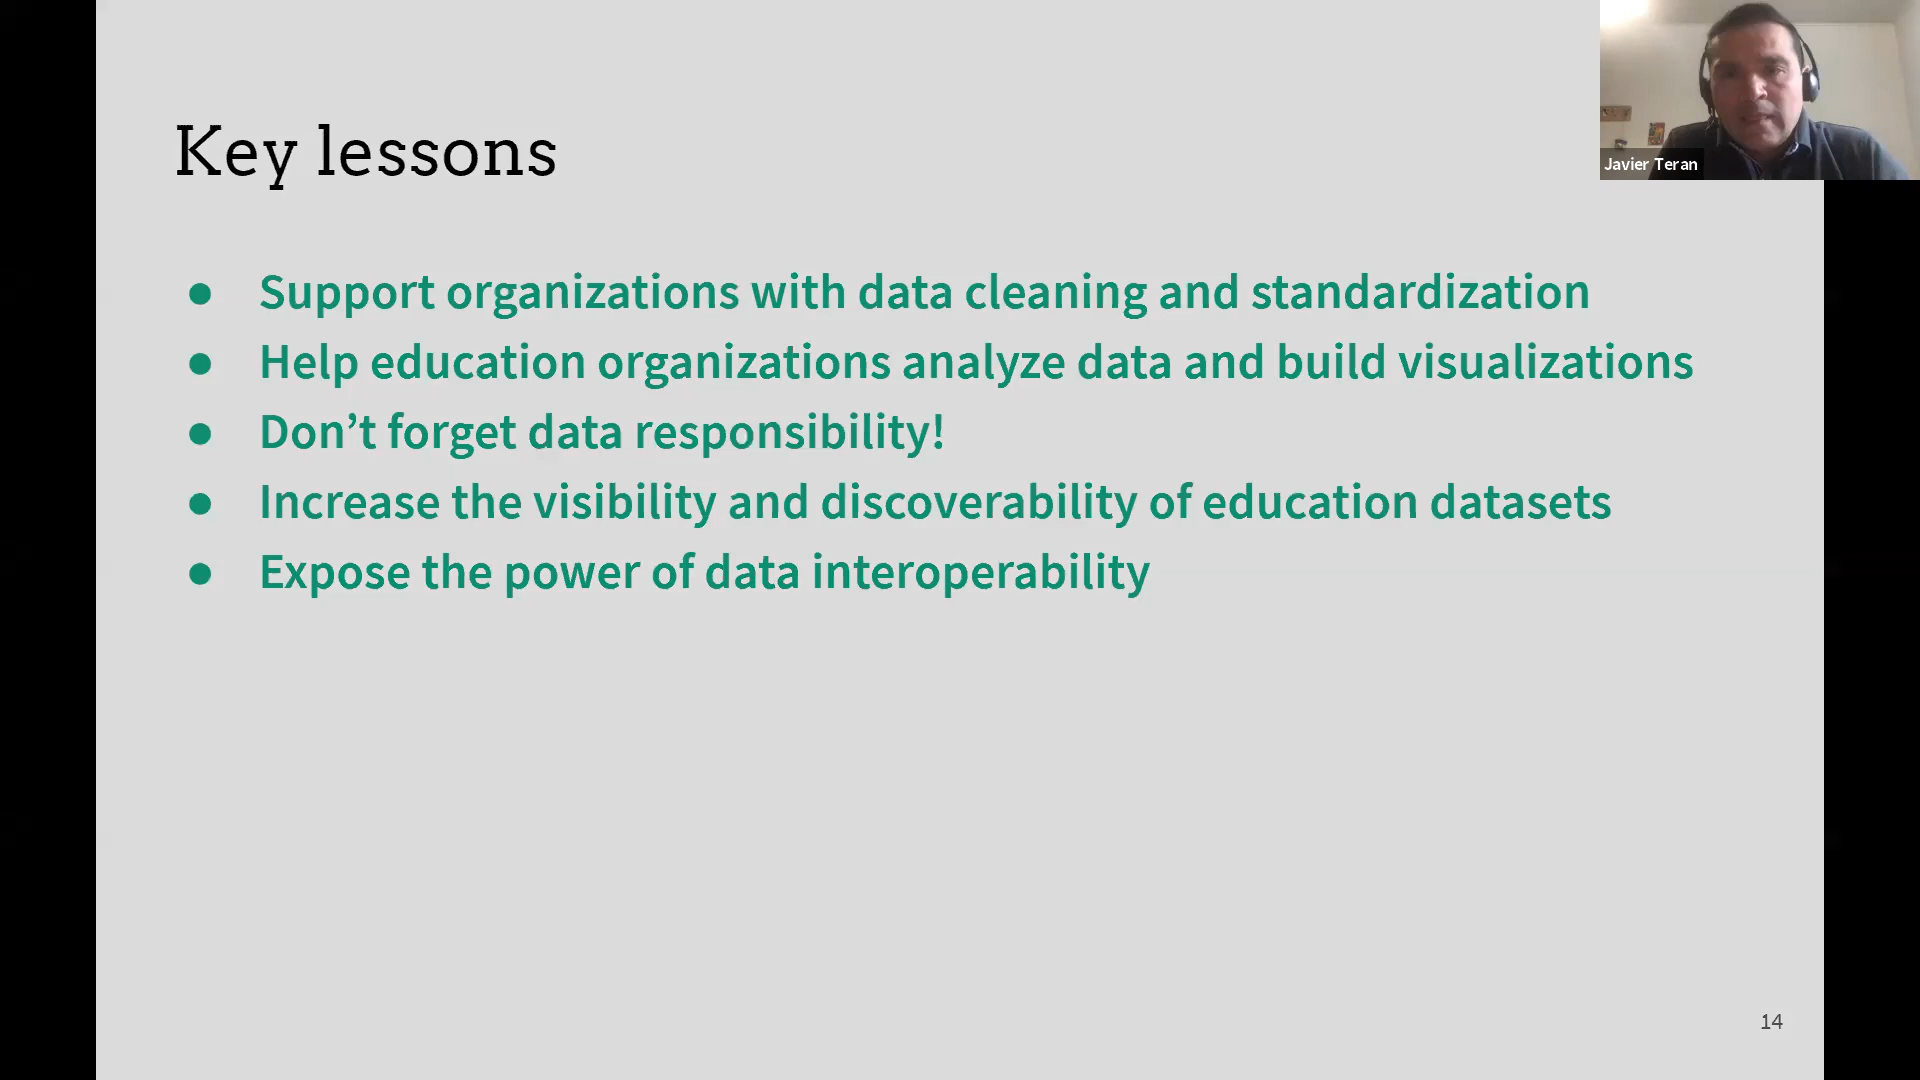 Key lessons
● Support organizations with data cleaning and standardization
● Help education organizations analyze data and build visualizations
● Don’t forget data responsibility!
● Increase the visibility and discoverability of education datasets
● Expose the power of data interoperability
Javier Teran
14